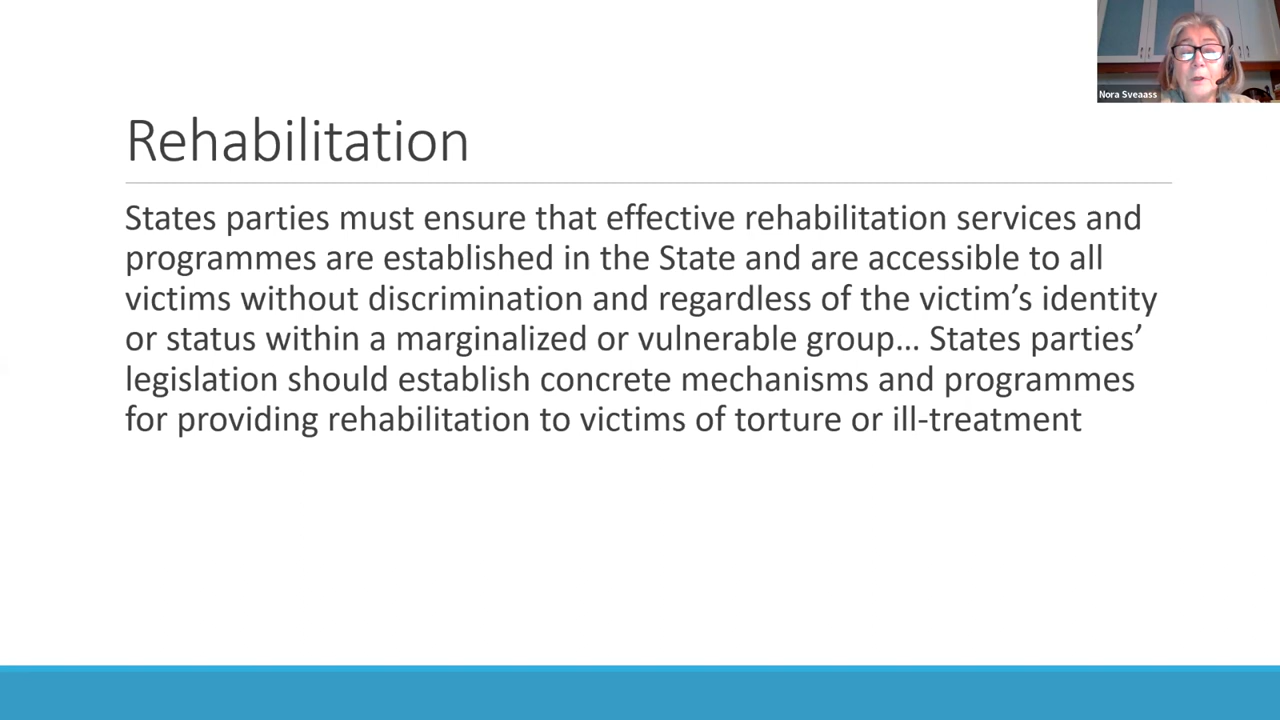 Nora Sveaass
Rehabilitation
States parties must ensure that effective rehabilitation services and
programmes are established in the State and are accessible to all
victims without discrimination and regardless of the victim’s identity
or status within a marginalized or vulnerable group… States parties’
legislation should establish concrete mechanisms and programmes
for providing rehabilitation to victims of torture or ill-treatment